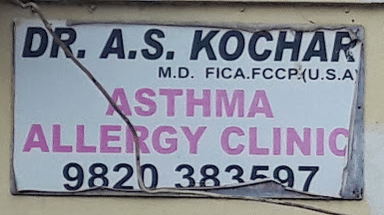 DR. A.S. KOCHAR
M.D. FICA.FCCP.(U.S.A)
ASTHMA
ALLERGY CLINIC
9820 383597